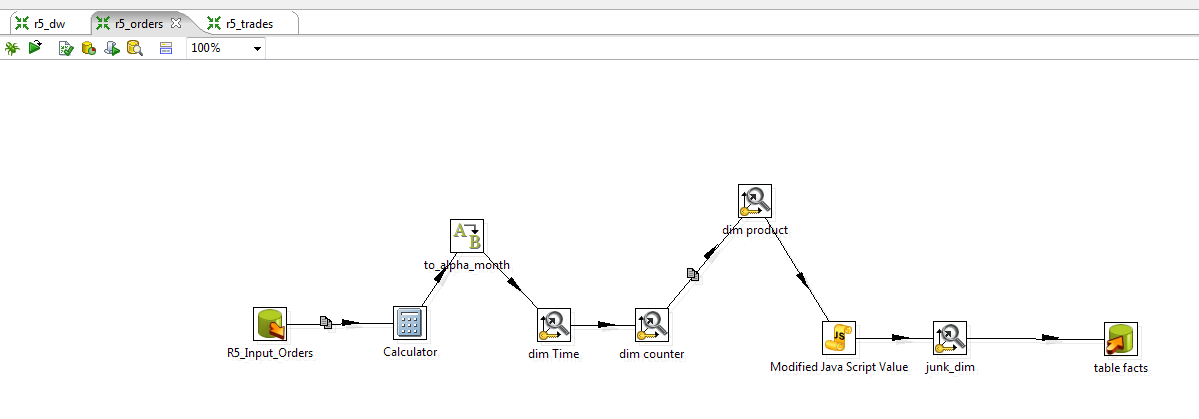 r5_dw
r5_orders
r5_trades
100%
dim product
A
B
to_alpha_month
R5_Input_Orders
Calculator
dim Time
dim counter
JS
Modified Java Script Value
junk_dim
table facts